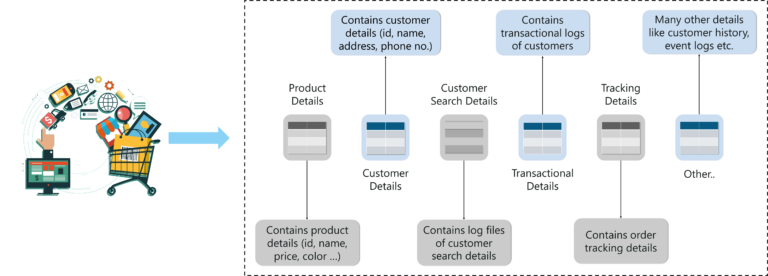 Contains customer
details (id, name,
address, phone no.)
Contains
transactional logs
of customers
Many other details
like customer history,
event logs etc.
Product
Details
Customer
Search Details
Tracking
Details
Customer
Details
Transactional
Details
Other..
Contains product
details (id, name,
price, color ...)
Contains log files
of customer
search details
Contains order
tracking details